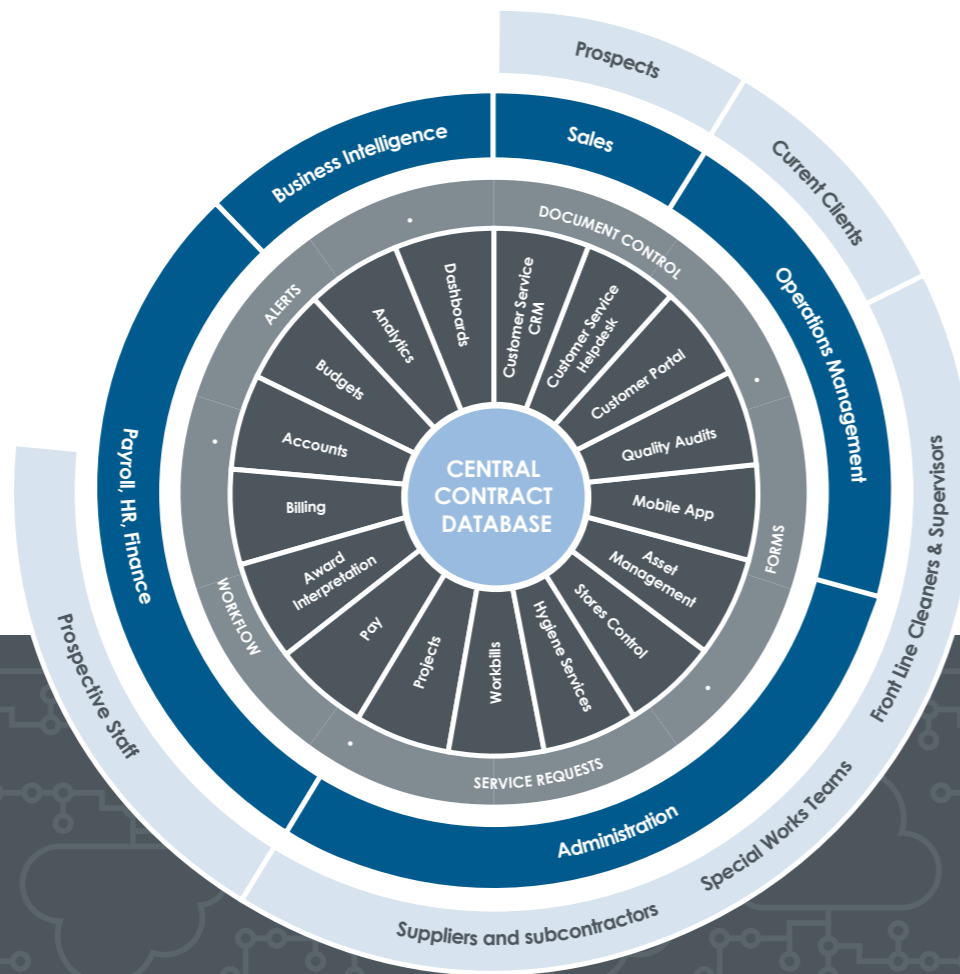 Prospects
Current Clients
Front Line Cleaners & Supervisors
Special Works Teams
Suppliers and subcontractors
Prospective Staff
Sales
Operations Management
Administration
Payroll, HR, Finance
Business Intelligence
DOCUMENT CONTROL
FORMS
SERVICE REQUESTS
WORKFLOW
ALERTS
Customer Service
CRM
Customer Service
Helpdesk
Customer Portal
Quality Audits
Mobile App
Asset
Management
Stores Control
Hygiene Services
Workbills
Projects
Pay
Award
Interpretation
Billing
Accounts
Budgets
Analytics
Dashboards
CENTRAL
CONTRACT
DATABASE